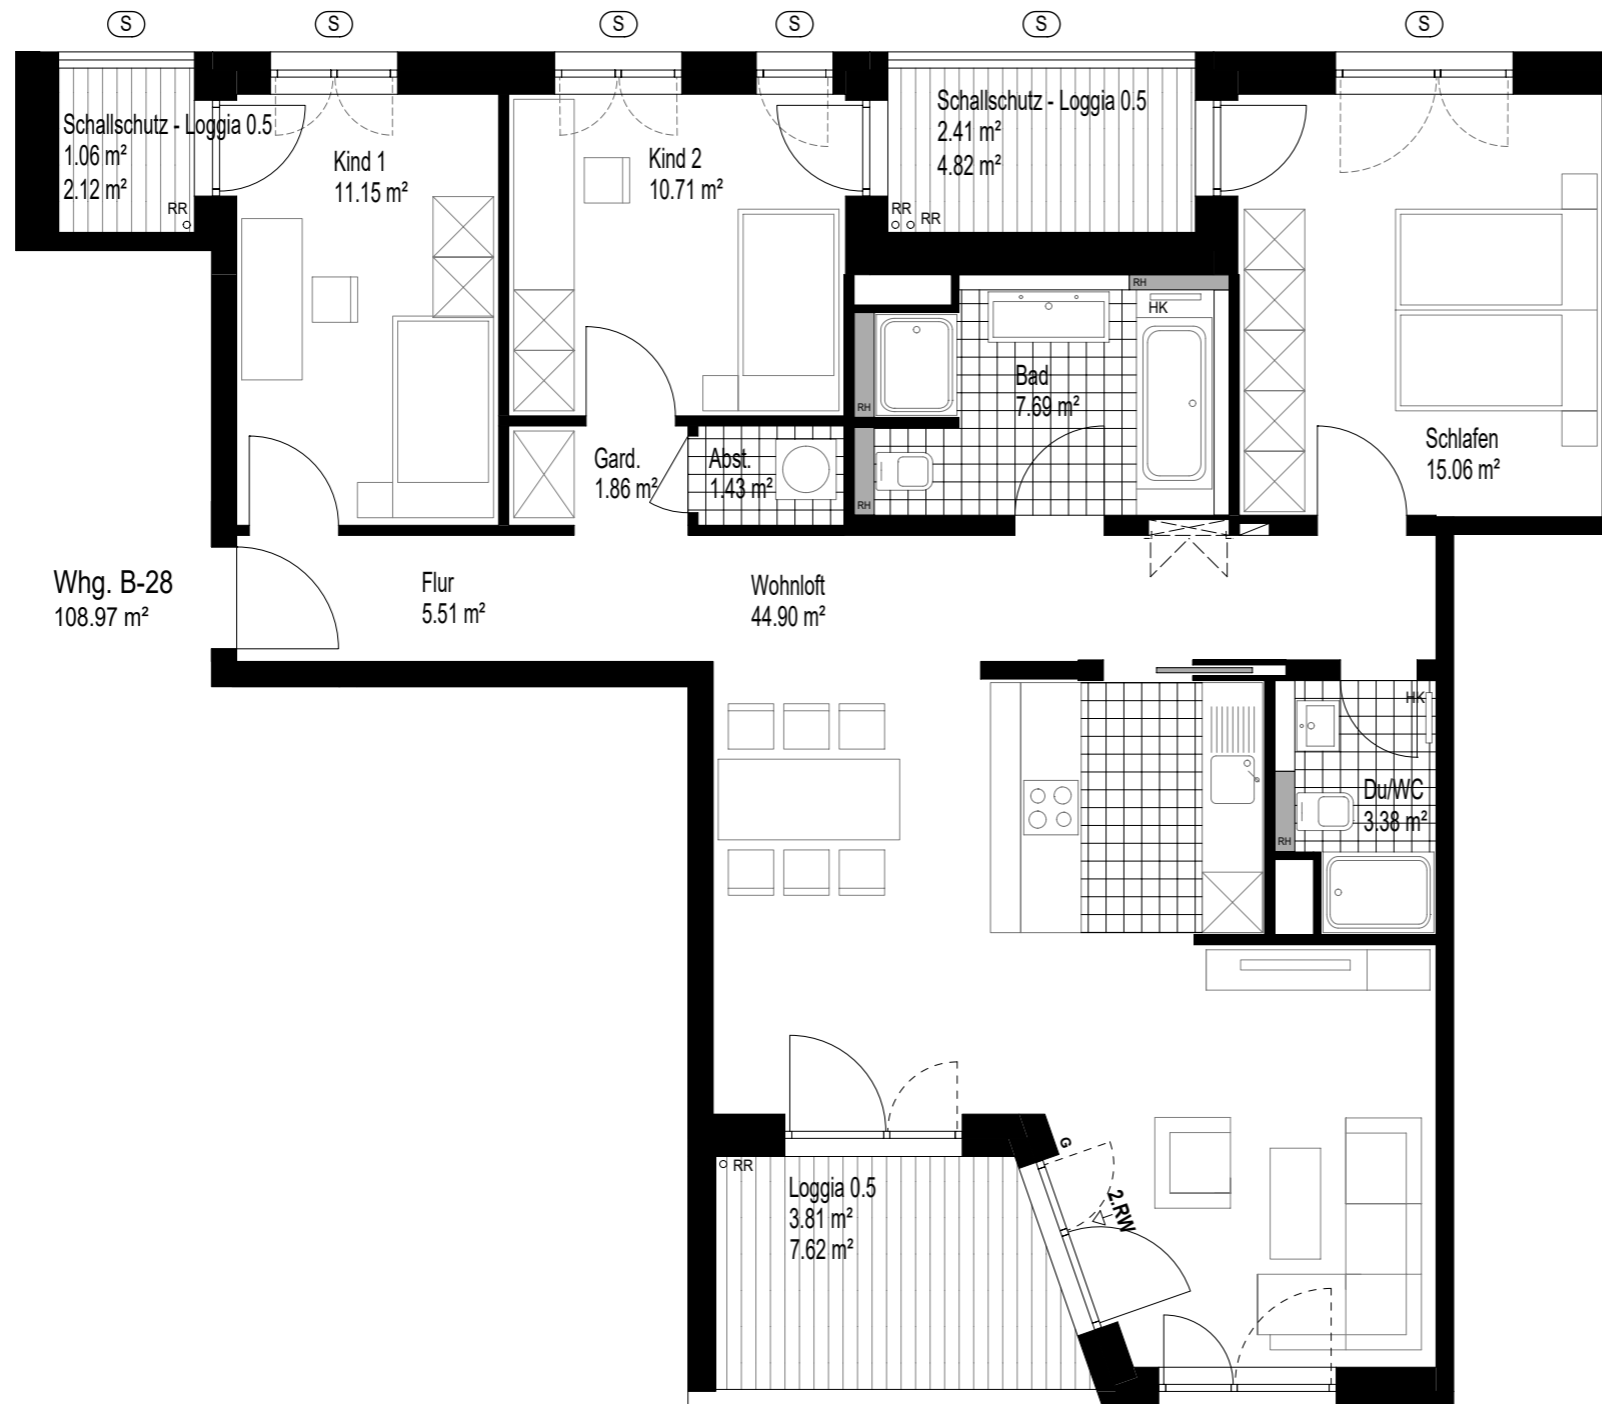 S
S
S
S
S
S
Schallschutz - Loggia 0.5
1.06 m²
2.12 m²
RR
Kind 1
11.15 m²
Kind 2
10.71 m²
Schallschutz - Loggia 0.5
2.41 m²
4.82 m²
RR
RR
RH
HK
Bad
7.69 m²
RH
RH
Schlafen
15.06 m²
Gard.
1.86 m²
Abst.
1.43 m²
Whg. B-28
108.97 m²
Flur
5.51 m²
Wohnloft
44.90 m²
HK
Du/WC
3.38 m²
RH
RR
Loggia 0.5
3.81 m²
7.62 m²
G
2.RW